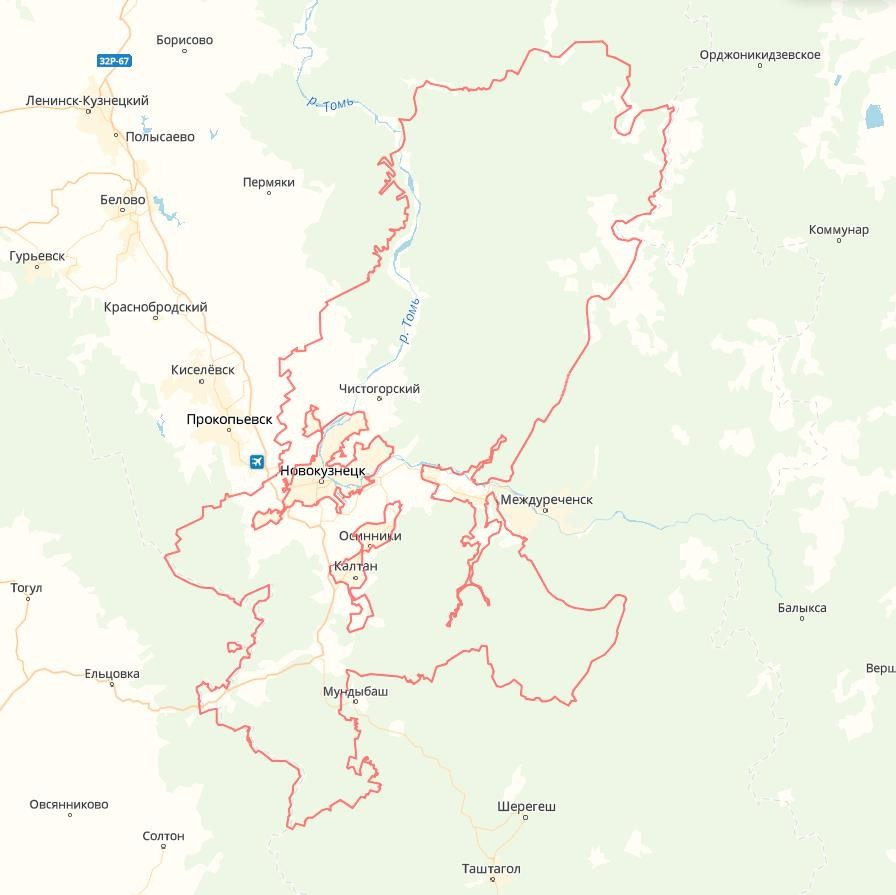 Борисово
Орджоникидзевское
32Р-67
Ленинск-Кузнецкий
р. Томь
Полысаево
Пермяки
Белово
Коммунар
Гурьевск
Краснобродский
р. Томь
Киселёвск
Чистогорский
Прокопьевск
Новокузнецк
Междуреченск
Осинники
Калтан
Тогул
Балыкса
Ельцовка
Верш
Мундыбаш
Овсянниково
Шерегеш
Солтон
Таштагол